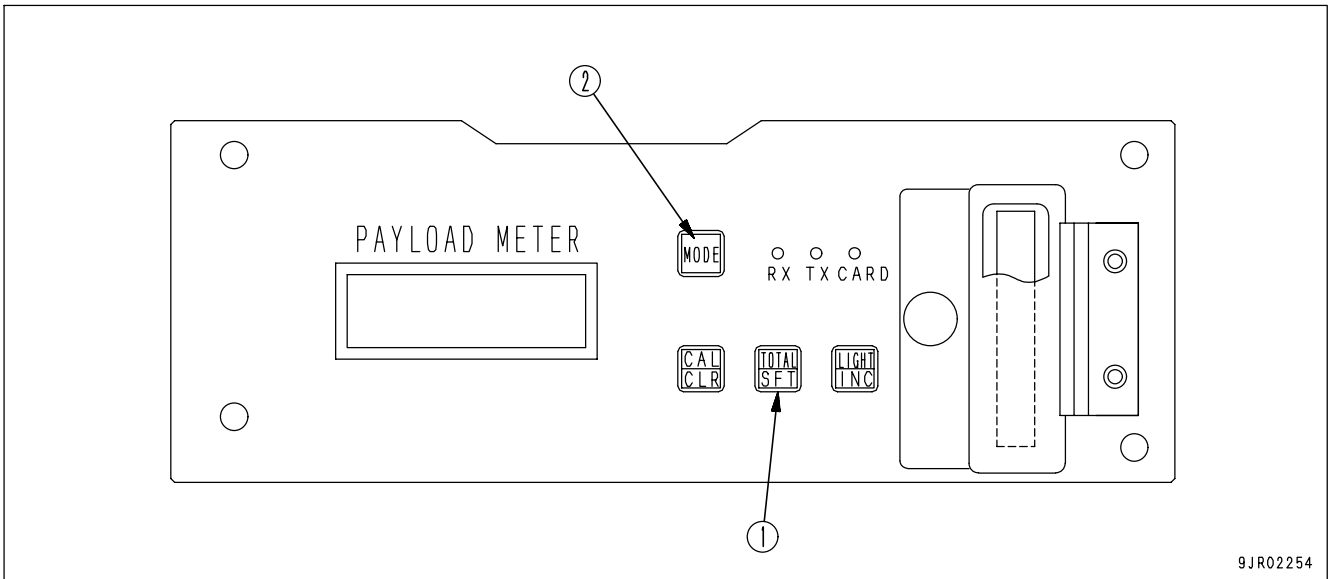 ②
PAYLOAD METER
MODE
RX TX CARD
CAL
CLR
TOTAL
SFT
LIGHT
INC
①
9JR02254